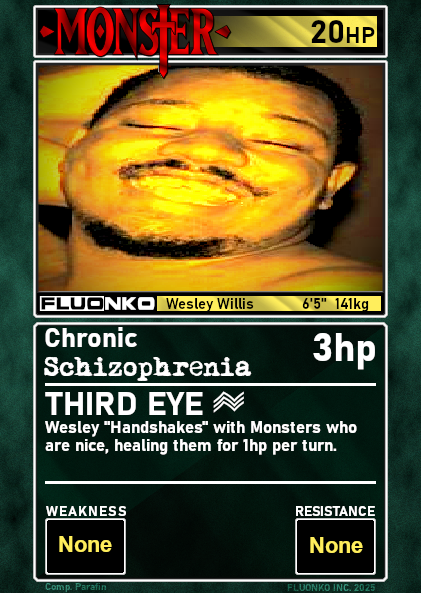 MONSTER
20HP
FLUONKO Wesley Willis 6'5" 141kg
Chronic
Schizophrenia
3hp
THIRD EYE
Wesley "Handshakes" with Monsters who
are nice, healing them for 1hp per turn.
WEAKNESS RESISTANCE
None None
Comp. Parafin FLUONKO INC. 2025